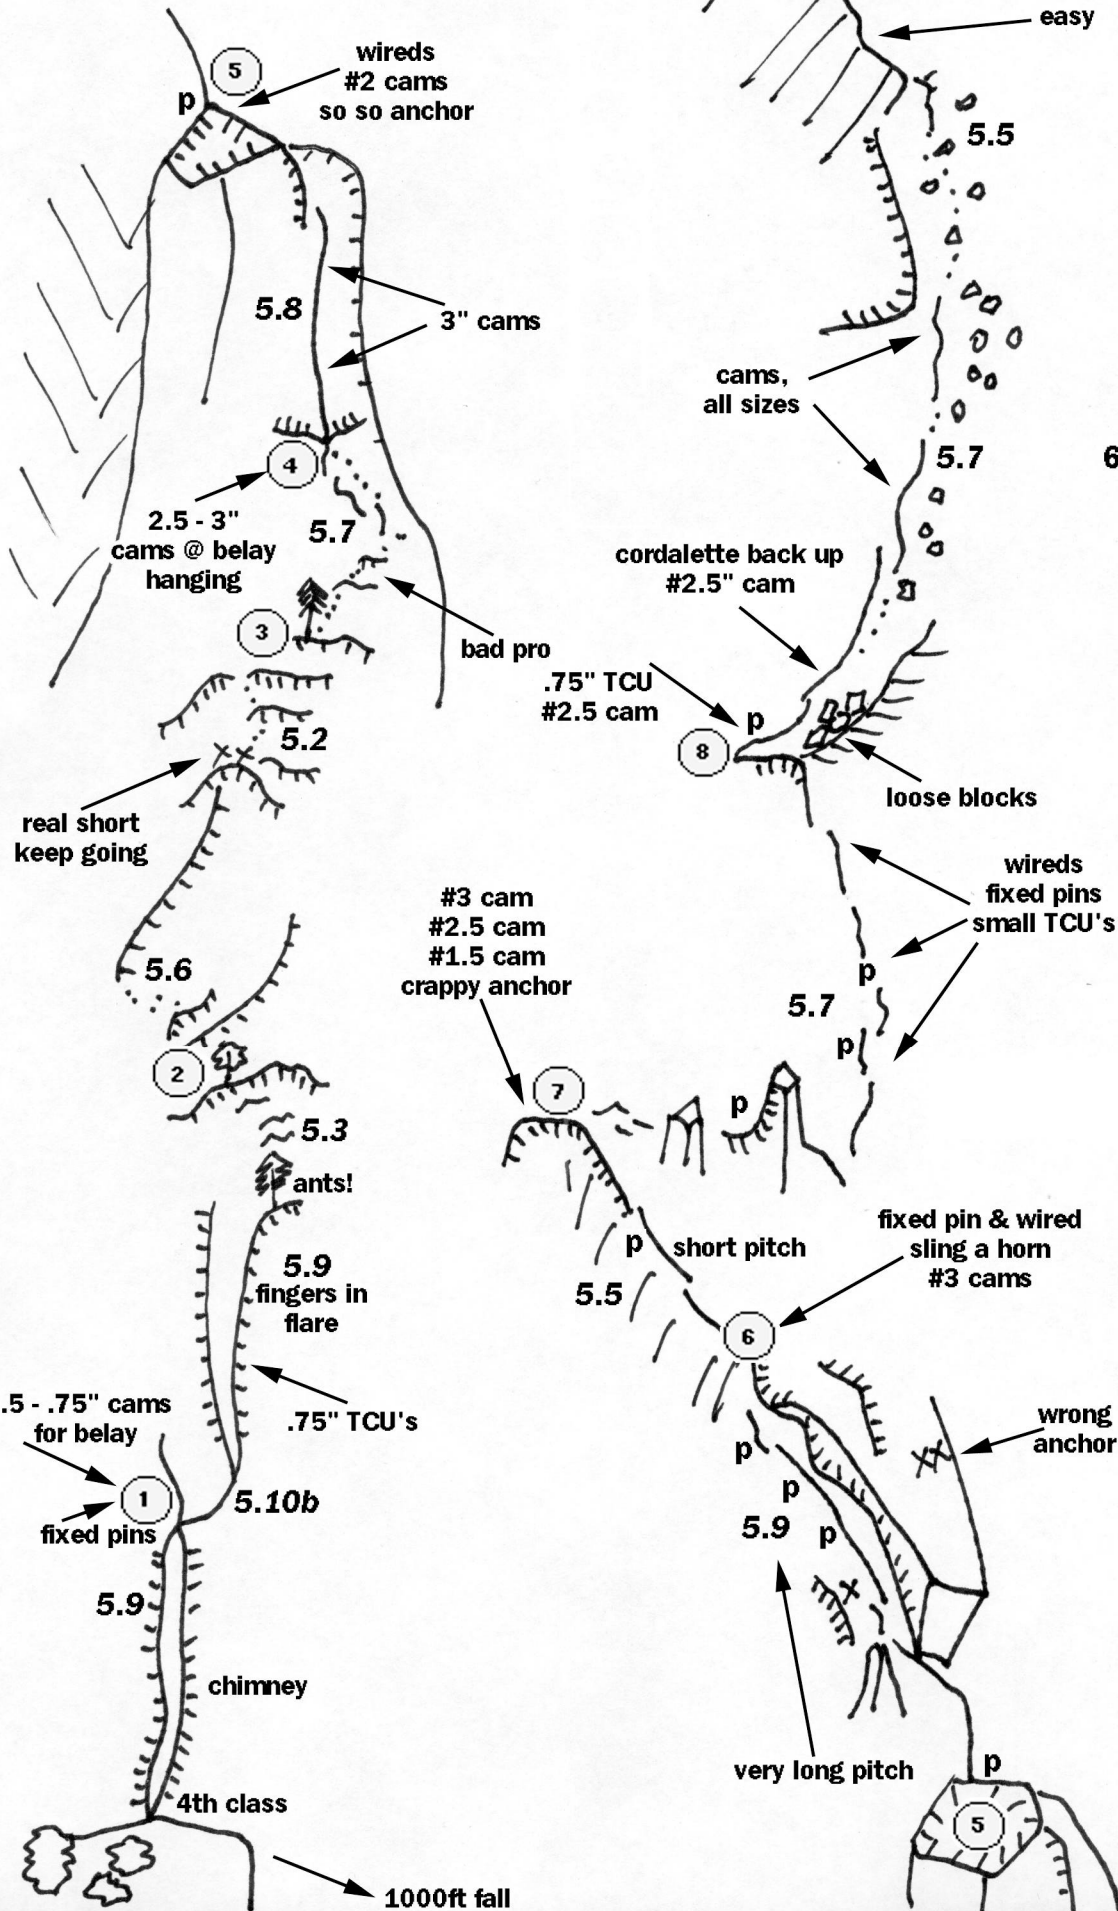 5
wireds
#2 cams
so so anchor
p
5.8
3" cams
4
2.5 - 3"
cams @ belay
hanging
5.7
3
bad pro
5.2
real short
keep going
5.6
2
5.3
ants!
5.9
fingers in
flare
.75" TCU's
.5 - .75" cams
for belay
1
fixed pins
5.10b
5.9
chimney
4th class
1000ft fall
easy
5.5
cams,
all sizes
5.7
6
cordalette back up
#2.5" cam
.75" TCU
#2.5 cam
p
8
loose blocks
wireds
fixed pins
small TCU's
p
5.7
p
#3 cam
#2.5 cam
#1.5 cam
crappy anchor
7
p
p
short pitch
5.5
fixed pin & wired
sling a horn
#3 cams
6
wrong
anchor
p
p
5.9
p
very long pitch
p
5